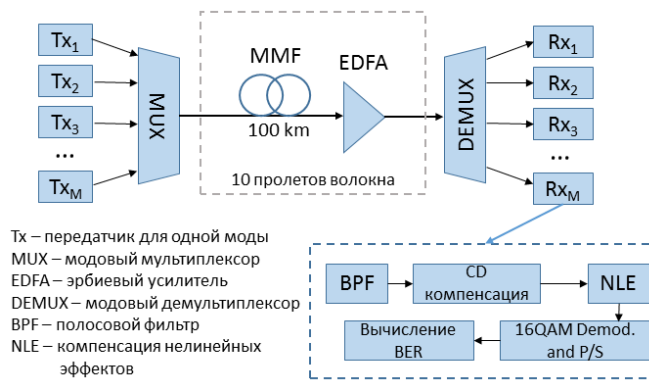 Tx1
Tx2
Tx3
...
TxM
MUX
MMF
100 km
EDFA
10 пролетов волокна
DEMUX
Rx1
Rx2
Rx3
...
RxM
Tx – передатчик для одной моды
MUX – модовый мультиплексор
EDFA – эрбиевый усилитель
DEMUX – модовый демультиплексор
BPF – полосовой фильтр
NLE – компенсация нелинейных
эффектов
BPF
CD
компенсация
NLE
Вычисление
BER
16QAM Demod.
and P/S